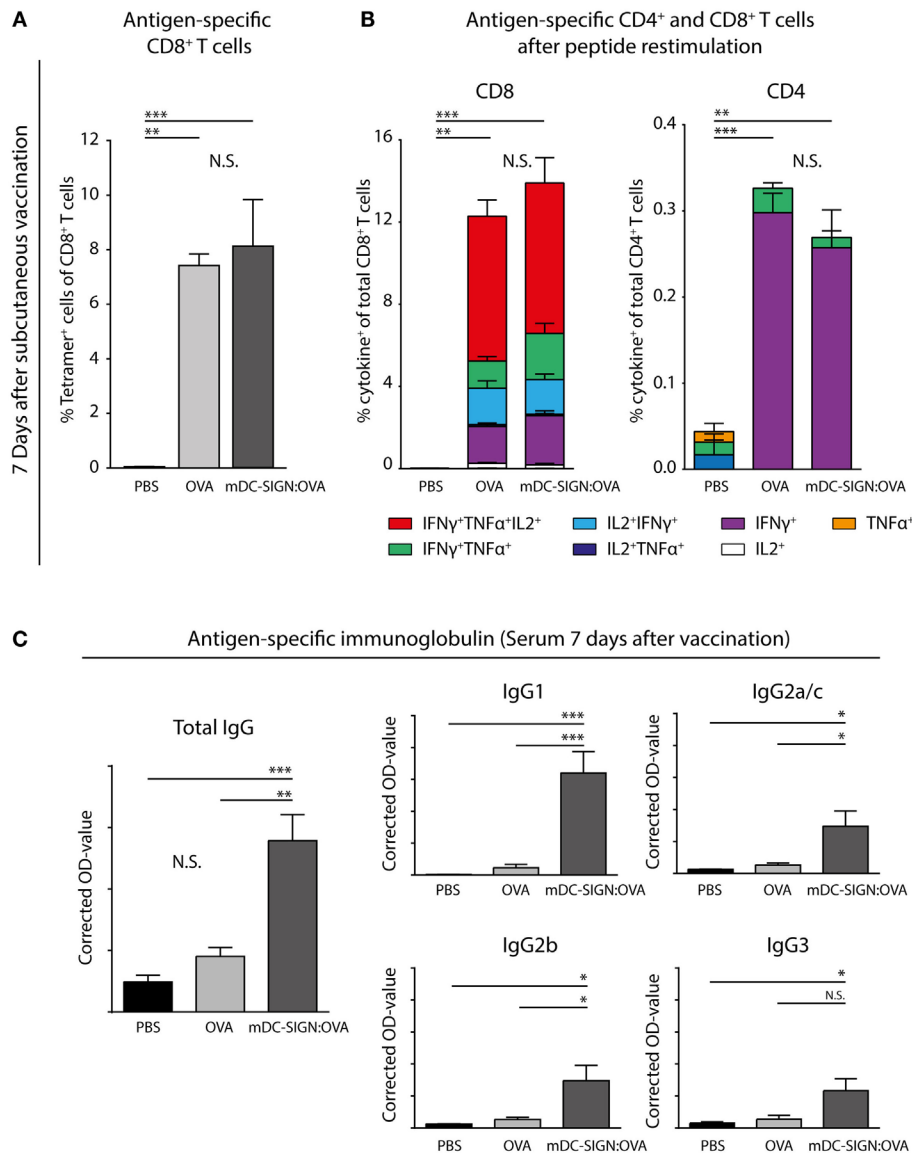 A
Antigen-specific
CD8⁺ T cells
7 Days after subcutaneous vaccination
% Tetramer⁺ cells of CD8⁺ T cells
12
10
8
6
4
2
0
***
**
N.S.
PBS OVA mDC-SIGN:OVA
B
Antigen-specific CD4⁺ and CD8⁺ T cells
after peptide restimulation
CD8
% cytokine⁺ of total CD8⁺ T cells
16
12
8
4
0
***
**
N.S.
PBS OVA mDC-SIGN:OVA
CD4
% cytokine⁺ of total CD4⁺ T cells
0.4
0.3
0.2
0.1
0.0
**
***
N.S.
PBS OVA mDC-SIGN:OVA
IFNγ⁺TNFα⁺IL2⁺ IL2⁺IFNγ⁺ IFNγ⁺ TNFα⁺
IFNγ⁺TNFα⁺ IL2⁺TNFα⁺ IL2⁺
C
Antigen-specific immunoglobulin (Serum 7 days after vaccination)
Total IgG
Corrected OD-value
***
**
N.S.
PBS OVA mDC-SIGN:OVA
IgG1
Corrected OD-value
***
***
PBS OVA mDC-SIGN:OVA
IgG2a/c
Corrected OD-value
*
*
PBS OVA mDC-SIGN:OVA
IgG2b
Corrected OD-value
*
*
PBS OVA mDC-SIGN:OVA
IgG3
Corrected OD-value
*
N.S.
PBS OVA mDC-SIGN:OVA